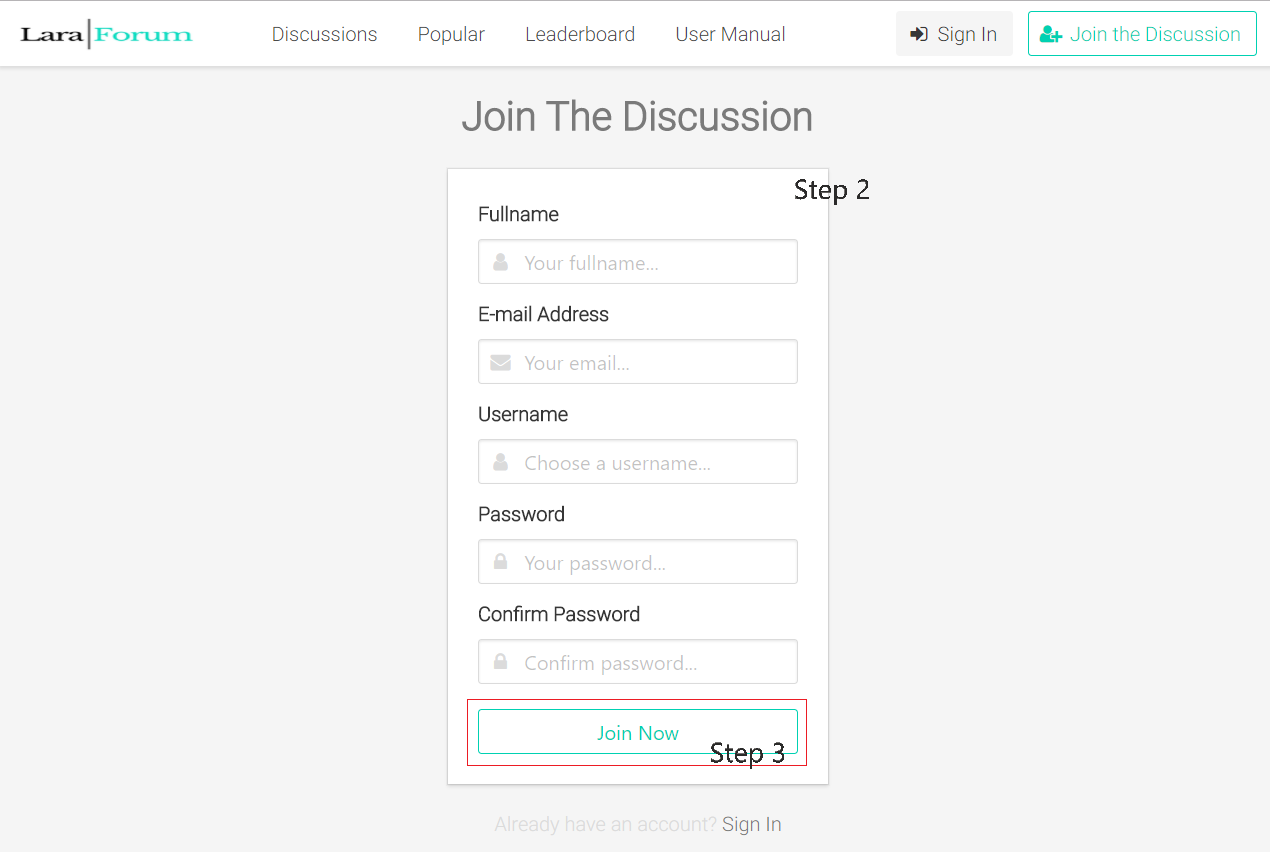 Lara|Forum Discussions Popular Leaderboard User Manual Sign In Join the Discussion
Join The Discussion
Step 2
Fullname
Your fullname...
E-mail Address
Your email...
Username
Choose a username...
Password
Your password...
Confirm Password
Confirm password...
Join Now
Step 3
Already have an account? Sign In